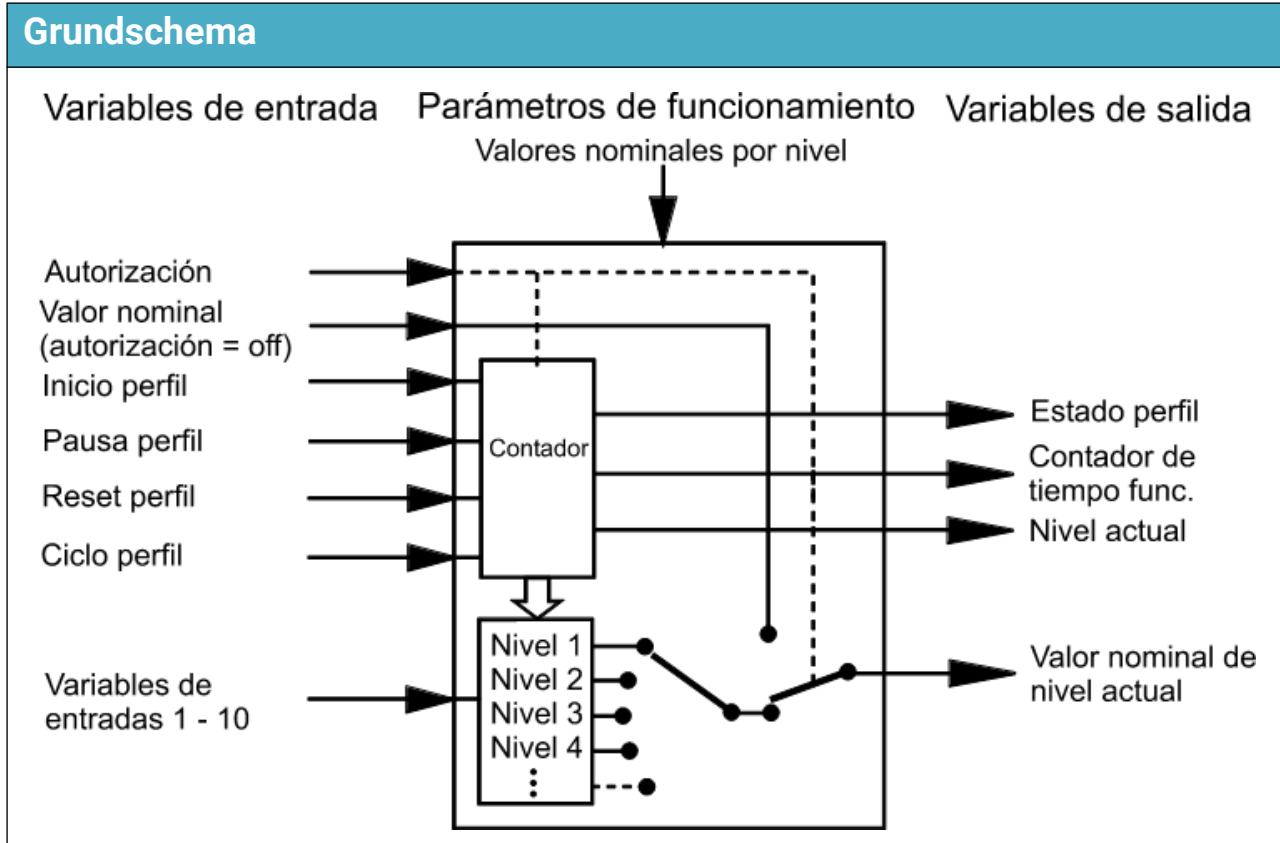 Grundschema
Variables de entrada
Parámetros de funcionamiento
Variables de salida
Valores nominales por nivel
Autorización
Valor nominal
(autorización = off)
Inicio perfil
Pausa perfil
Reset perfil
Ciclo perfil
Variables de
entradas 1 - 10
Contador
Nivel 1
Nivel 2
Nivel 3
Nivel 4
Estado perfil
Contador de
tiempo func.
Nivel actual
Valor nominal de
nivel actual